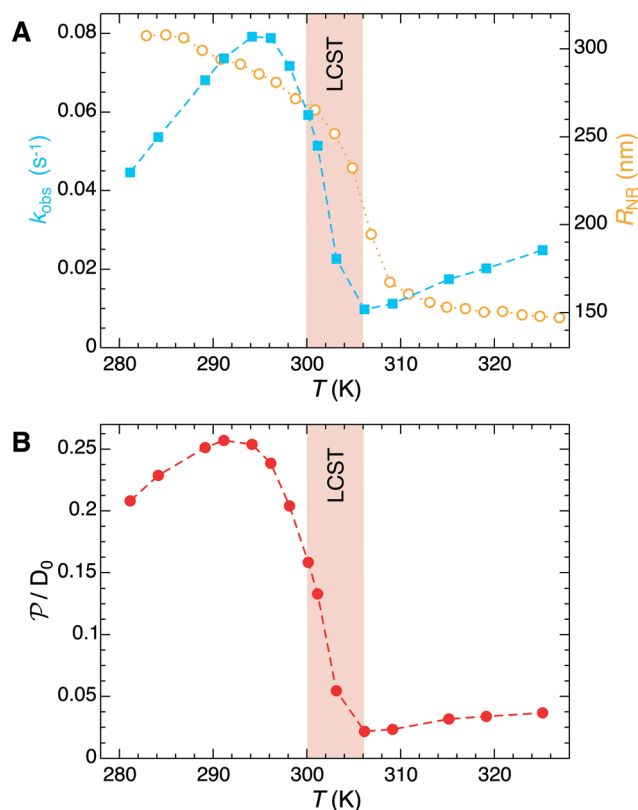 A
0.08
0.06
0.04
0.02
0
k_obs (s⁻¹)
LCST
300
250
200
150
R_NR (nm)
280 290 300 310 320
T (K)
B
0.25
0.2
0.15
0.1
0.05
0
𝒫 / D₀
LCST
280 290 300 310 320
T (K)